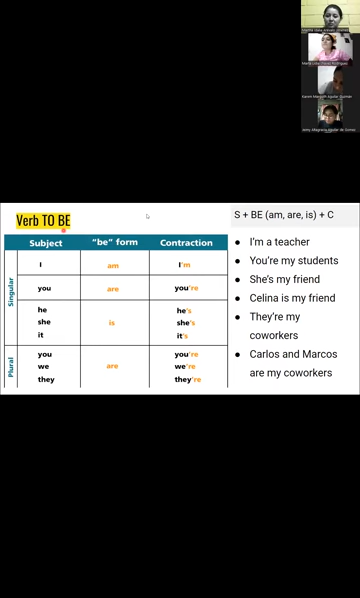 Verb TO BE
S + BE (am, are, is) + C
Subject "be" form Contraction
Singular
I am I'm
you are you're
he he's
she is she's
it it's
Plural
you you're
we are we're
they they're
● I'm a teacher
● You're my students
● She's my friend
● Celina is my friend
● They're my
coworkers
● Carlos and Marcos
are my coworkers